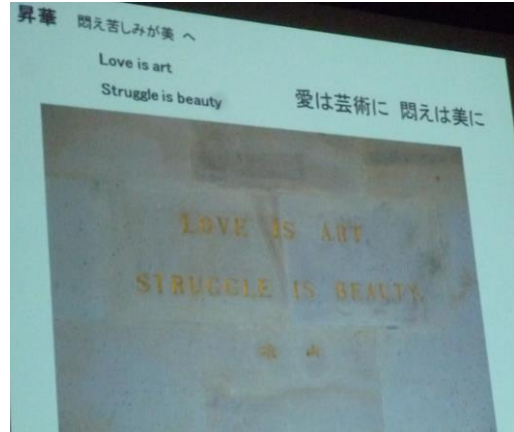 昇華 悶え苦しみが美 へ
Love is art
Struggle is beauty
愛は芸術に 悶えは美に
LOVE IS ART
STRUGGLE IS BEAUTY.
山